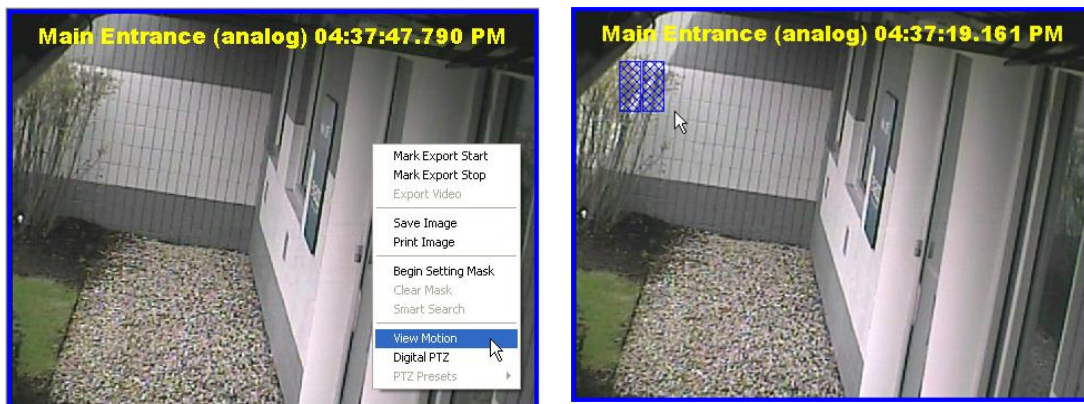 Main Entrance (analog) 04:37:47.790 PM
Mark Export Start
Mark Export Stop
Export Video
Save Image
Print Image
Begin Setting Mask
Clear Mask
Smart Search
View Motion
Digital PTZ
PTZ Presets
Main Entrance (analog) 04:37:19.161 PM